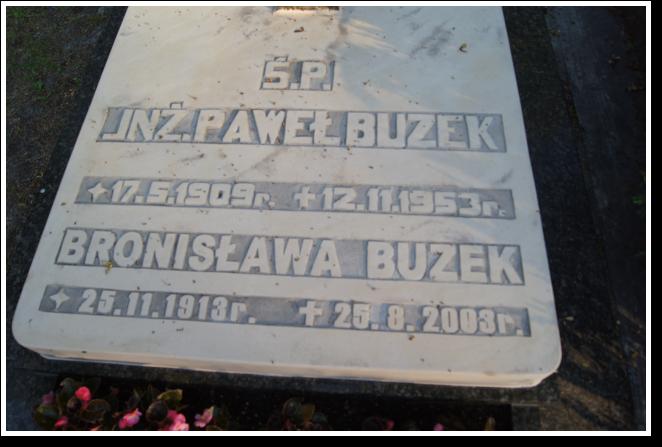 Ś.P.
INŻ. PAWEŁ BUZEK
✦17.5.1909r. ✝12.11.1953r.
BRONISŁAWA BUZEK
✦ 25.11.1913r. ✝ 25.8.2003r.